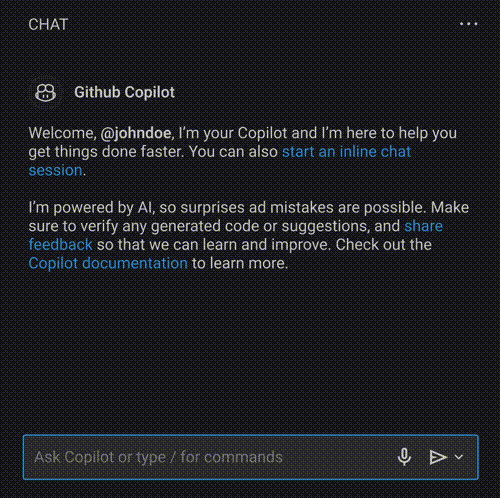 CHAT
Github Copilot
Welcome, @johndoe, I'm your Copilot and I'm here to help you
get things done faster. You can also start an inline chat
session.
I'm powered by AI, so surprises ad mistakes are possible. Make
sure to verify any generated code or suggestions, and share
feedback so that we can learn and improve. Check out the
Copilot documentation to learn more.
Ask Copilot or type / for commands